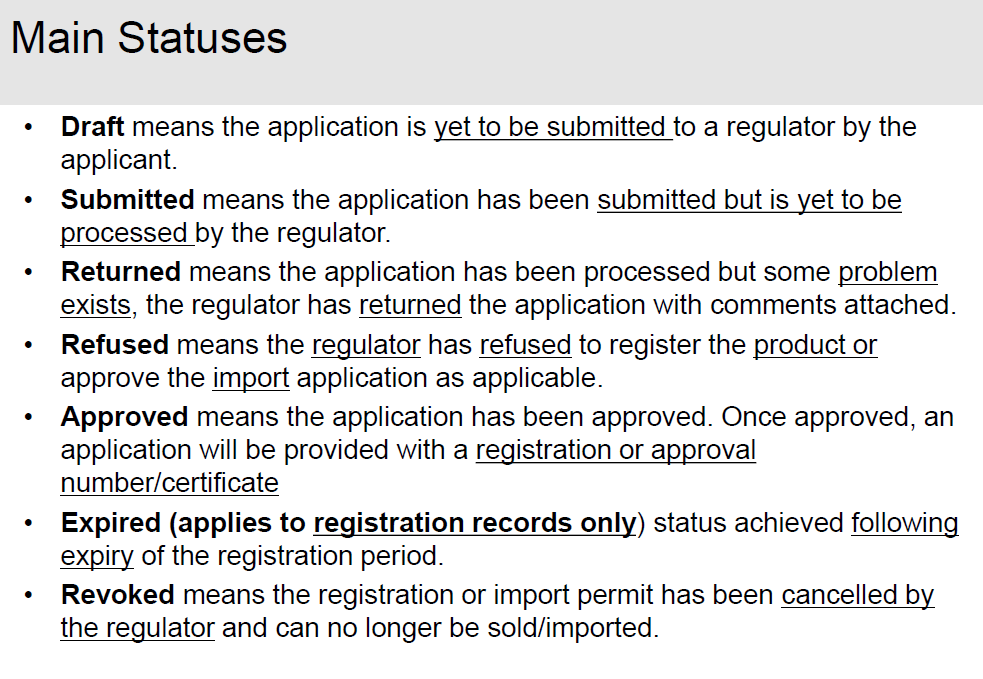 Main Statuses
• Draft means the application is yet to be submitted to a regulator by the
applicant.
• Submitted means the application has been submitted but is yet to be
processed by the regulator.
• Returned means the application has been processed but some problem
exists, the regulator has returned the application with comments attached.
• Refused means the regulator has refused to register the product or
approve the import application as applicable.
• Approved means the application has been approved. Once approved, an
application will be provided with a registration or approval
number/certificate
• Expired (applies to registration records only) status achieved following
expiry of the registration period.
• Revoked means the registration or import permit has been cancelled by
the regulator and can no longer be sold/imported.